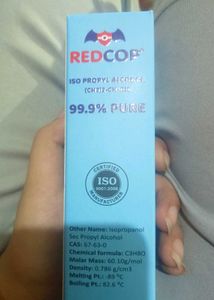 REDCOP
ISO PROPYL ALCOHOL
99.9% PURE
CERTIFIED
ISO
9001:2008
MANUFACTURER
Other Name: Isopropanol
Sec Propyl Alcohol
CAS: 67-63-0
Chemical formula: C3H8O
Molar Mass: 60.10g/mol
Density: 0.786 g/cm3
Malting Pt.: -89 °C
Boiling Pt.: 82.6 °C